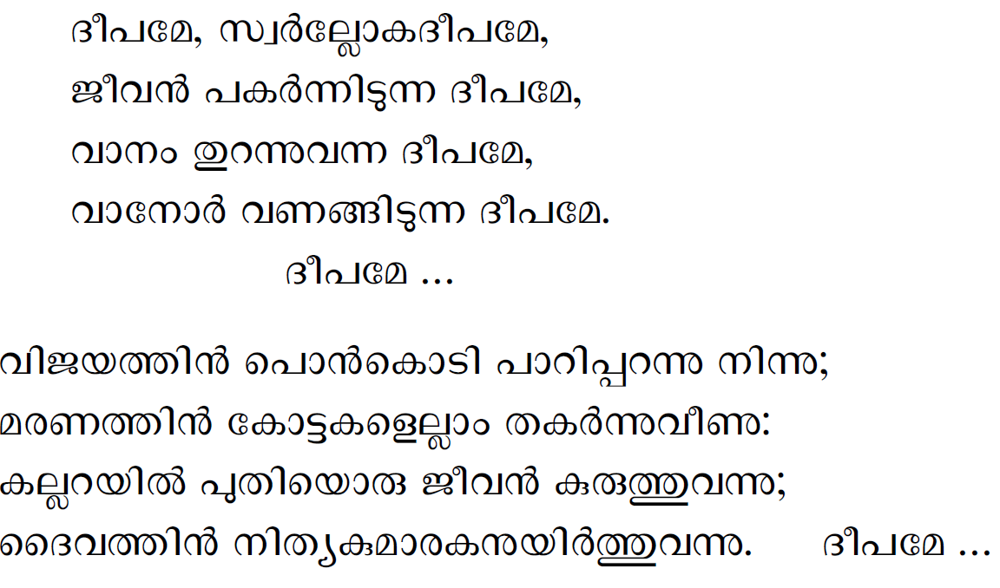 ദീപമേ, സ്വർല്ലോകദീപമേ,
ജീവൻ പകർന്നിടുന്ന ദീപമേ,
വാനം തുറന്നുവന്ന ദീപമേ,
വാനോർ വണങ്ങിടുന്ന ദീപമേ.
ദീപമേ ...
വിജയത്തിൻ പൊൻകൊടി പാറിപ്പറന്നു നിന്നു;
മരണത്തിൻ കോട്ടകളെല്ലാം തകർന്നുവീണു:
കല്ലറയിൽ പുതിയൊരു ജീവൻ കുരുത്തുവന്നു;
ദൈവത്തിൻ നിത്യകുമാരകനുയിർത്തുവന്നു. ദീപമേ ...